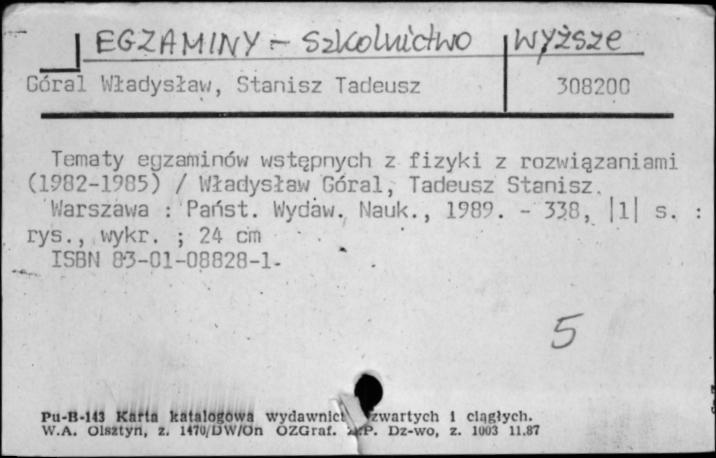 EGZAMINY - szkolnictwo wyższe
Góral Władysław, Stanisz Tadeusz 308200
Tematy egzaminów wstępnych z fizyki z rozwiązaniami
(1982-1985) / Władysław Góral, Tadeusz Stanisz.
Warszawa : Państ. Wydaw. Nauk., 1989. - 338, |1| s. :
rys., wykr. ; 24 cm
ISBN 83-01-08828-1.
5
Pu-B-143 Karta katalogowa wydawnict zwartych i ciągłych.
W.A. Olsztyn, z. 1470/DW/On OZGraf. Z.P. Dz-wo, z. 1003 11.87